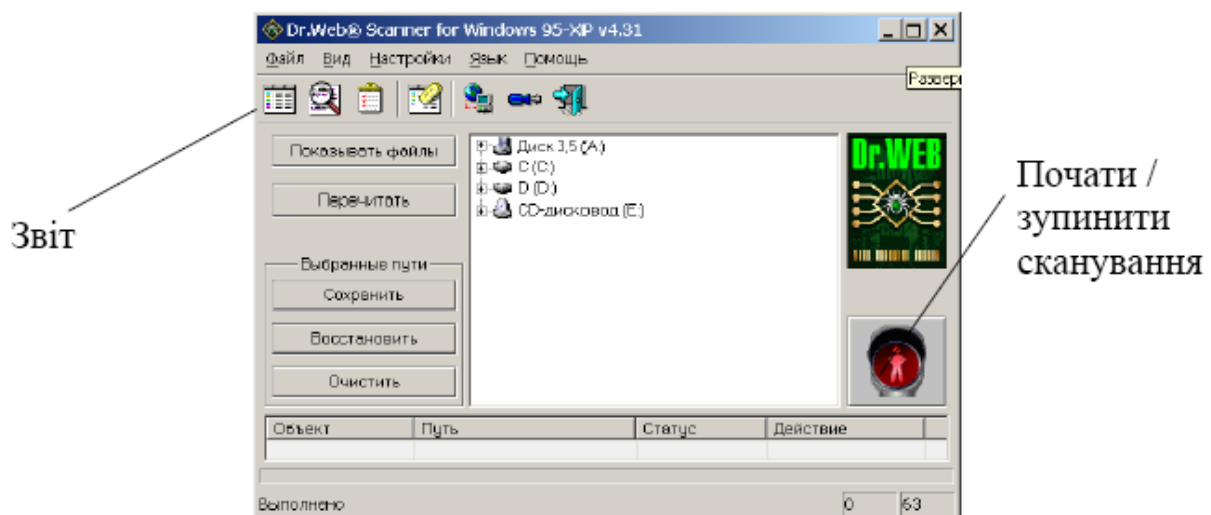 Dr.Web® Scanner for Windows 95-XP v4.31
Файл Вид Настройки Язык Помощь
Разверн
Показывать файлы
Перечитать
Выбранные пути
Сохранить
Восстановить
Очистить
Диск 3,5 (A:)
C (C:)
D (D:)
CD-дисковод (E:)
Dr.WEB
Звіт
Почати /
зупинити
сканування
Объект Путь Статус Действие
Выполнено 0 63